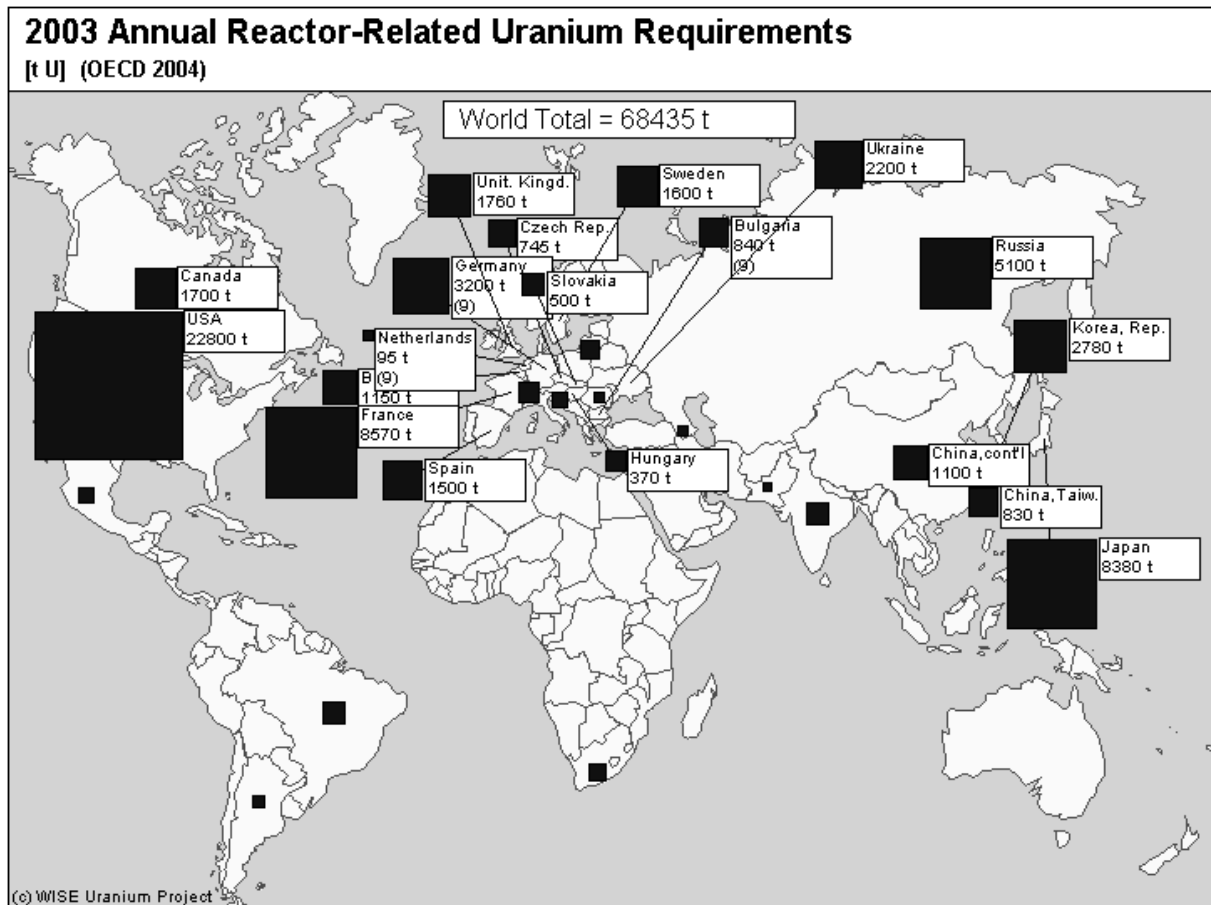 2003 Annual Reactor-Related Uranium Requirements
[t U] (OECD 2004)
World Total = 68435 t
Ukraine
2200 t
Unit. Kingd.
1760 t
Sweden
1600 t
Czech Rep.
745 t
Bulgaria
840 t
(9)
Russia
5100 t
Germany
3200 t
(9)
Slovakia
500 t
Canada
1700 t
USA
22800 t
Korea, Rep.
2780 t
Netherlands
95 t
(9)
1150 t
France
8570 t
Spain
1500 t
Hungary
370 t
China,cont'l
1100 t
China,Taiw.
830 t
Japan
8380 t
(c) WISE Uranium Project